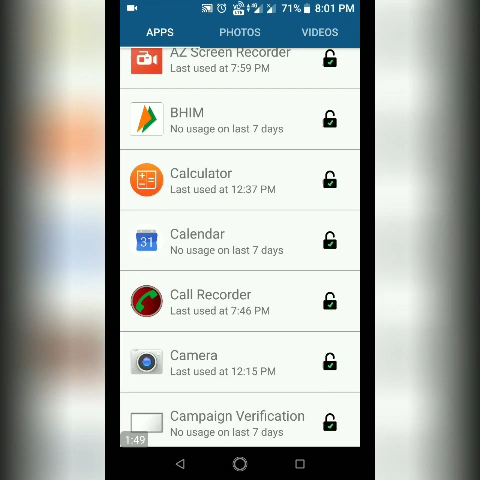 71% 8:01 PM
APPS PHOTOS VIDEOS
AZ Screen Recorder
Last used at 7:59 PM
BHIM
No usage on last 7 days
Calculator
Last used at 12:37 PM
31
Calendar
No usage on last 7 days
Call Recorder
Last used at 7:46 PM
Camera
Last used at 12:15 PM
Campaign Verification
No usage on last 7 days
1:49